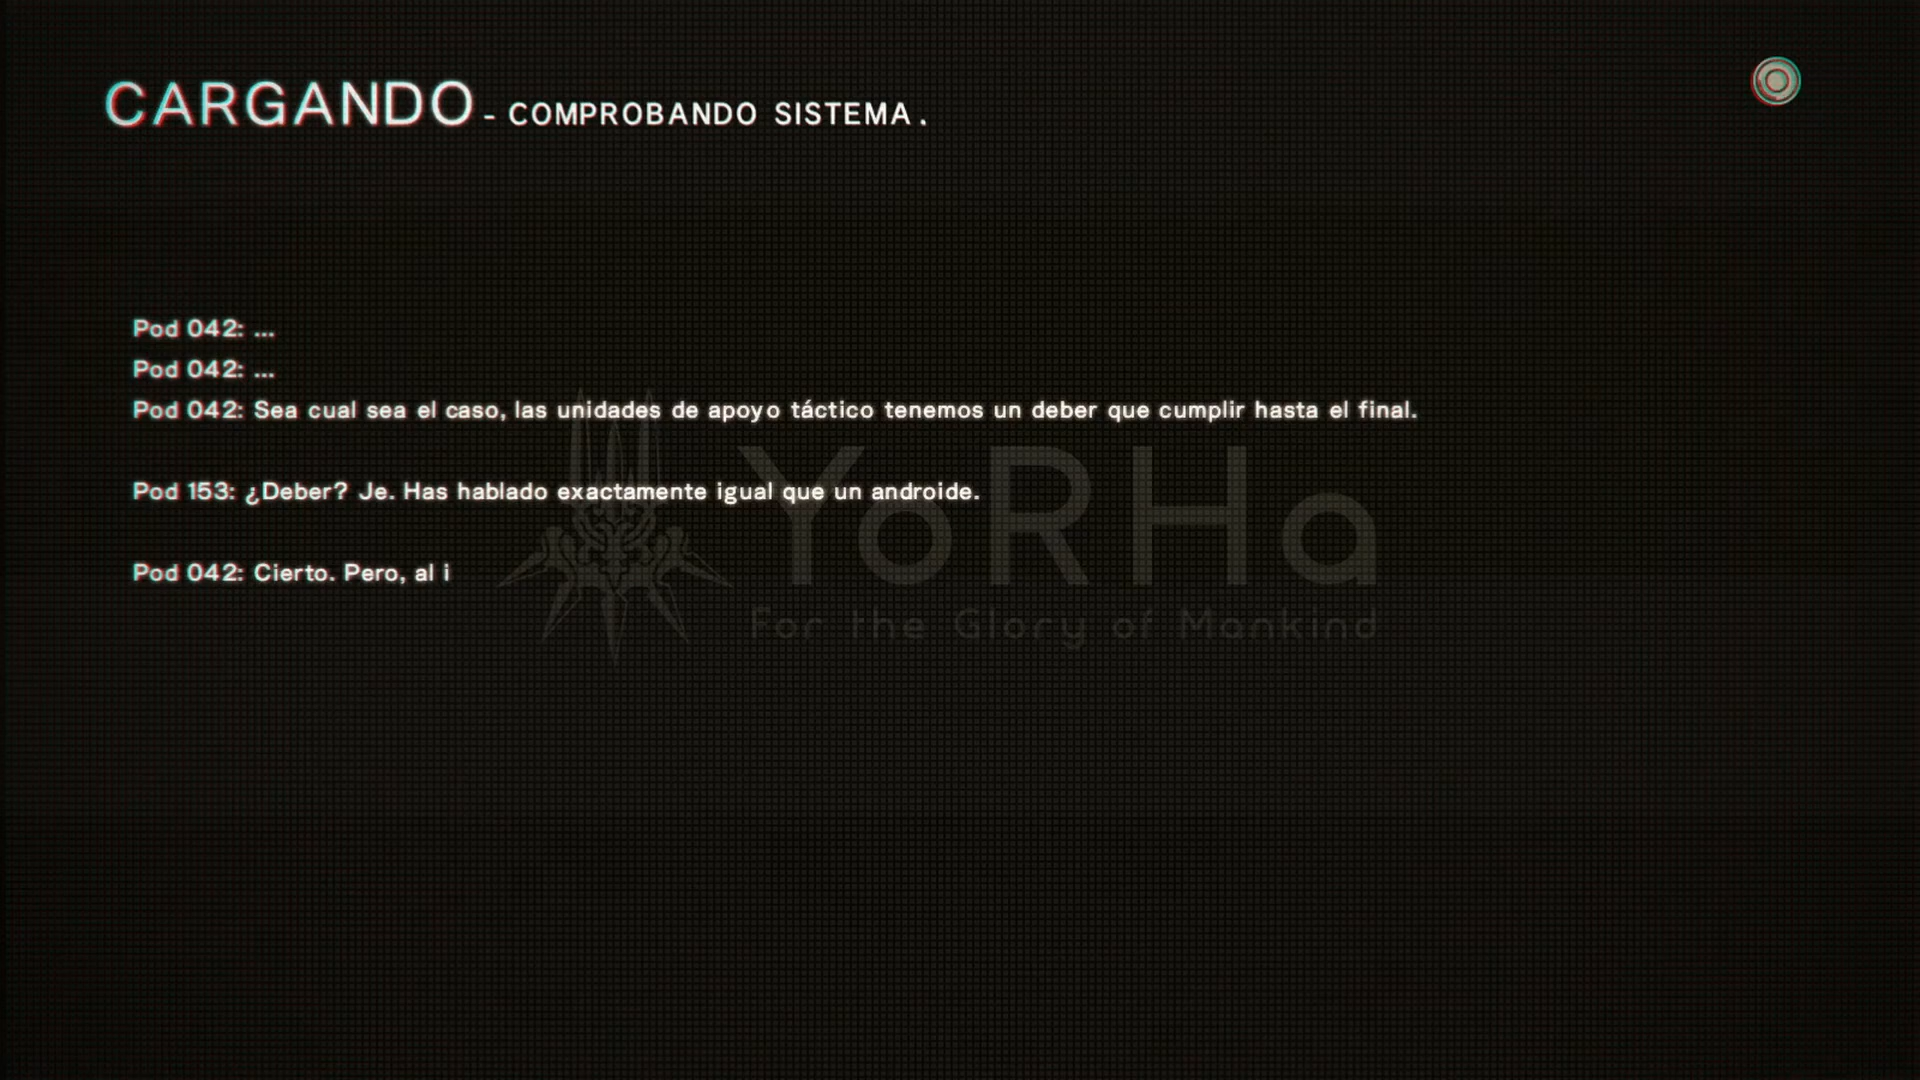 CARGANDO - COMPROBANDO SISTEMA.
Pod 042: ...
Pod 042: ...
Pod 042: Sea cual sea el caso, las unidades de apoyo táctico tenemos un deber que cumplir hasta el final.
Pod 153: ¿Deber? Je. Has hablado exactamente igual que un androide.
Pod 042: Cierto. Pero, al i
YoRHa
For the Glory of Mankind